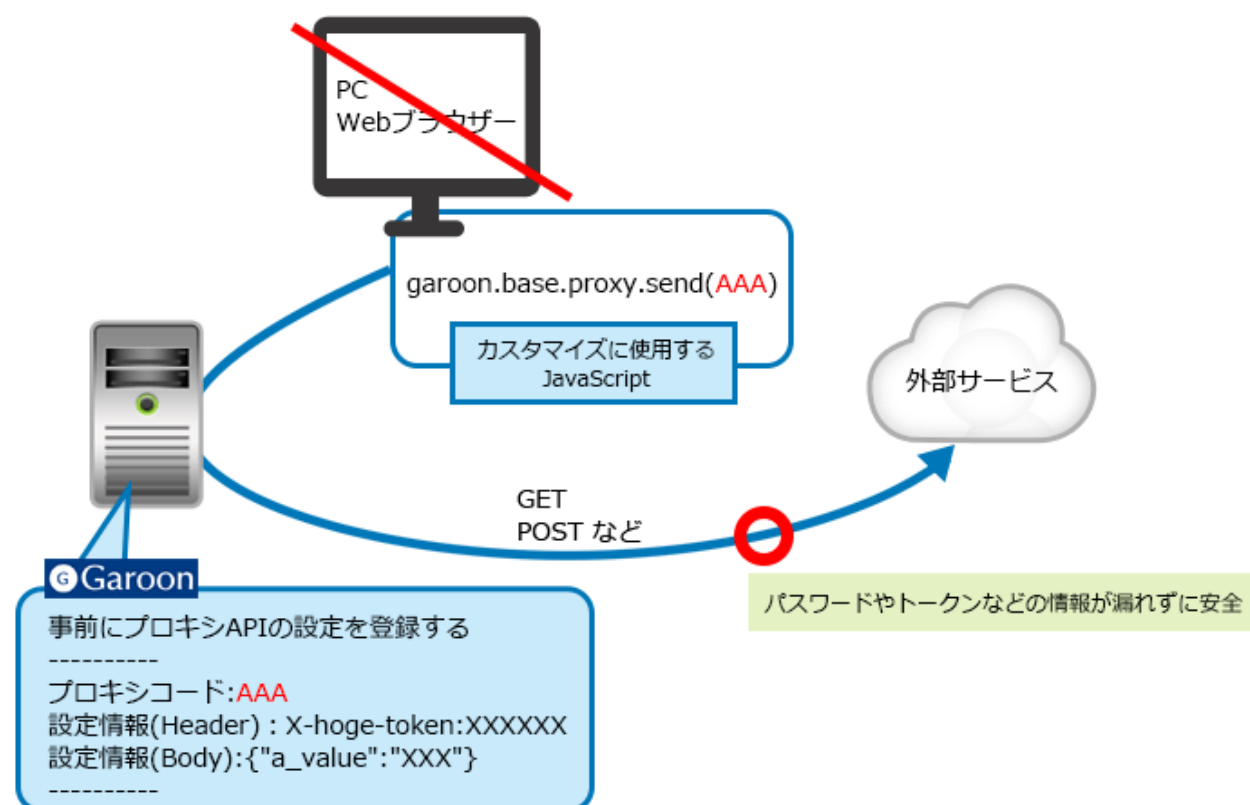 PC
Webブラウザー
garoon.base.proxy.send(AAA)
カスタマイズに使用する
JavaScript
外部サービス
GET
POST など
パスワードやトークンなどの情報が漏れずに安全
G Garoon
事前にプロキシAPIの設定を登録する
----------
プロキシコード:AAA
設定情報(Header) : X-hoge-token:XXXXXX
設定情報(Body):{"a_value":"XXX"}
----------